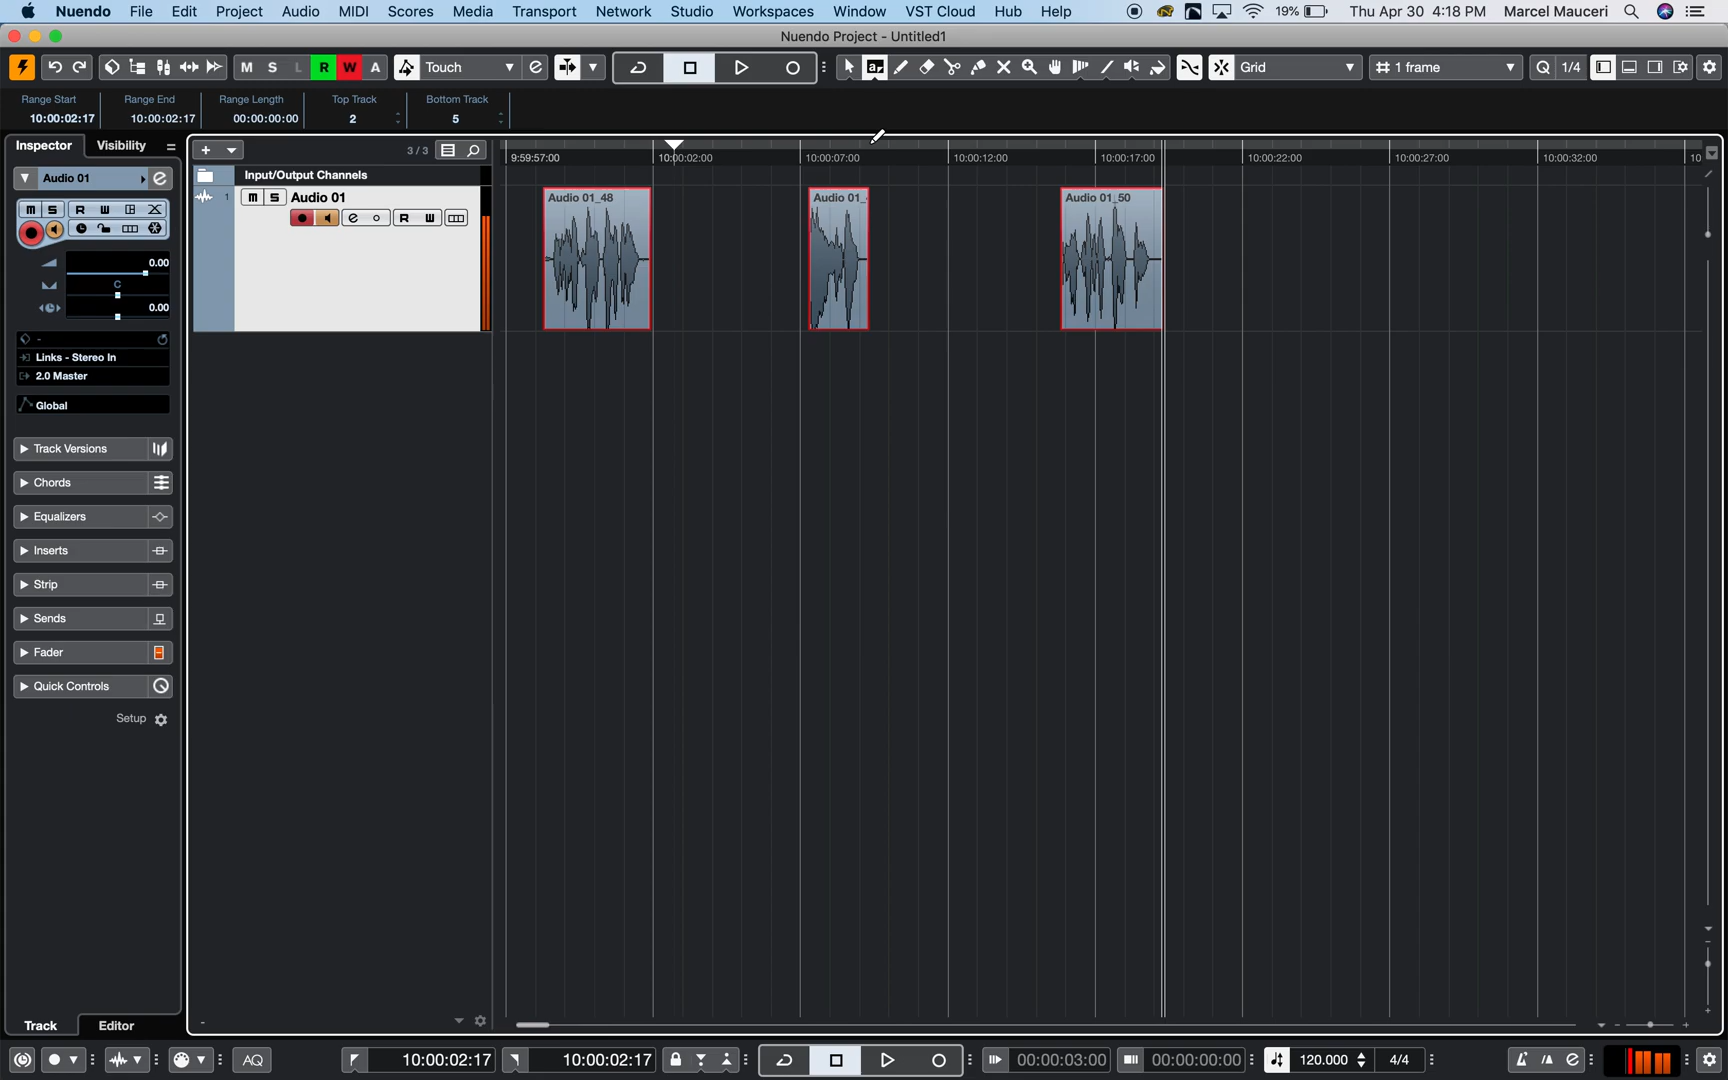 Nuendo File Edit Project Audio MIDI Scores Media Transport Network Studio Workspaces Window VST Cloud Hub Help 19% Thu Apr 30 4:18 PM Marcel Mauceri
Nuendo Project - Untitled1
M S L R W A Touch Grid 1 frame Q 1/4
Range Start Range End Range Length Top Track Bottom Track
10:00:02:17 10:00:02:17 00:00:00:00 2 5
Inspector Visibility 3/3 9:59:57:00 10:00:02:00 10:00:07:00 10:00:12:00 10:00:17:00 10:00:22:00 10:00:27:00 10:00:32:00 10
Audio 01 Input/Output Channels
1 M S Audio 01 Audio 01_48 Audio 01_ Audio 01_50
M S R W R W
0.00
C
0.00
-
Links - Stereo In
2.0 Master
Global
Track Versions
Chords
Equalizers
Inserts
Strip
Sends
Fader
Quick Controls
Setup
Track Editor
AQ 10:00:02:17 10:00:02:17 00:00:03:00 00:00:00:00 120.000 4/4